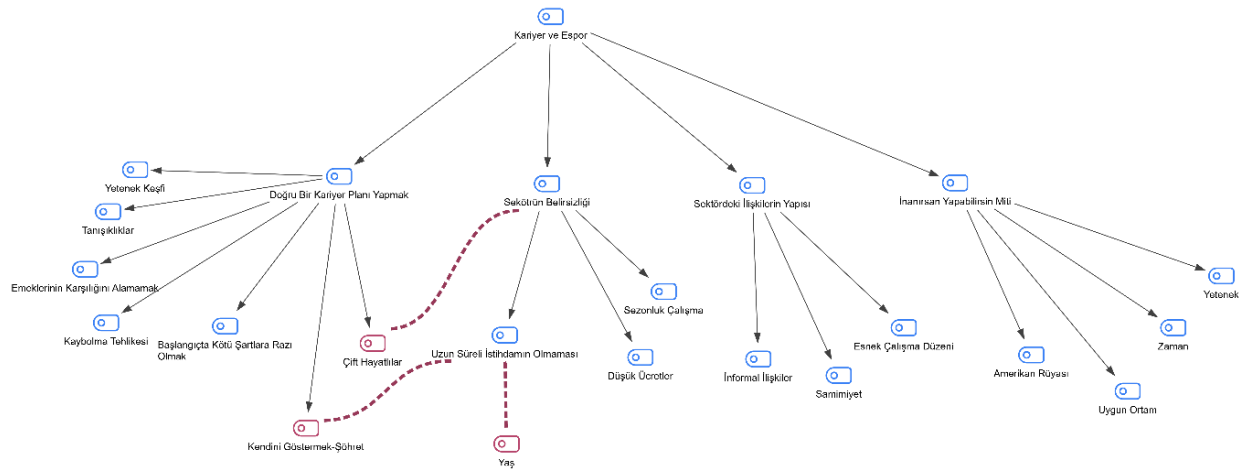 Kariyer ve Espor
Yetenek Keşfi
Doğru Bir Kariyer Planı Yapmak
Sekötrün Belirsizliği
Sektördeki İlişkilerin Yapısı
İnanırsan Yapabilirsin Miti
Tanışıklıklar
Emeklerinin Karşılığını Alamamak
Yetenek
Kaybolma Tehlikesi
Başlangıçta Kötü Şartlara Razı
Olmak
Çift Hayatlılar
Uzun Süreli İstihdamın Olmaması
Sezonluk Çalışma
Esnek Çalışma Düzeni
Zaman
Düşük Ücretler
İnformal İlişkiler
Samimiyet
Amerikan Rüyası
Uygun Ortam
Kendini Göstermek-Şöhret
Yaş